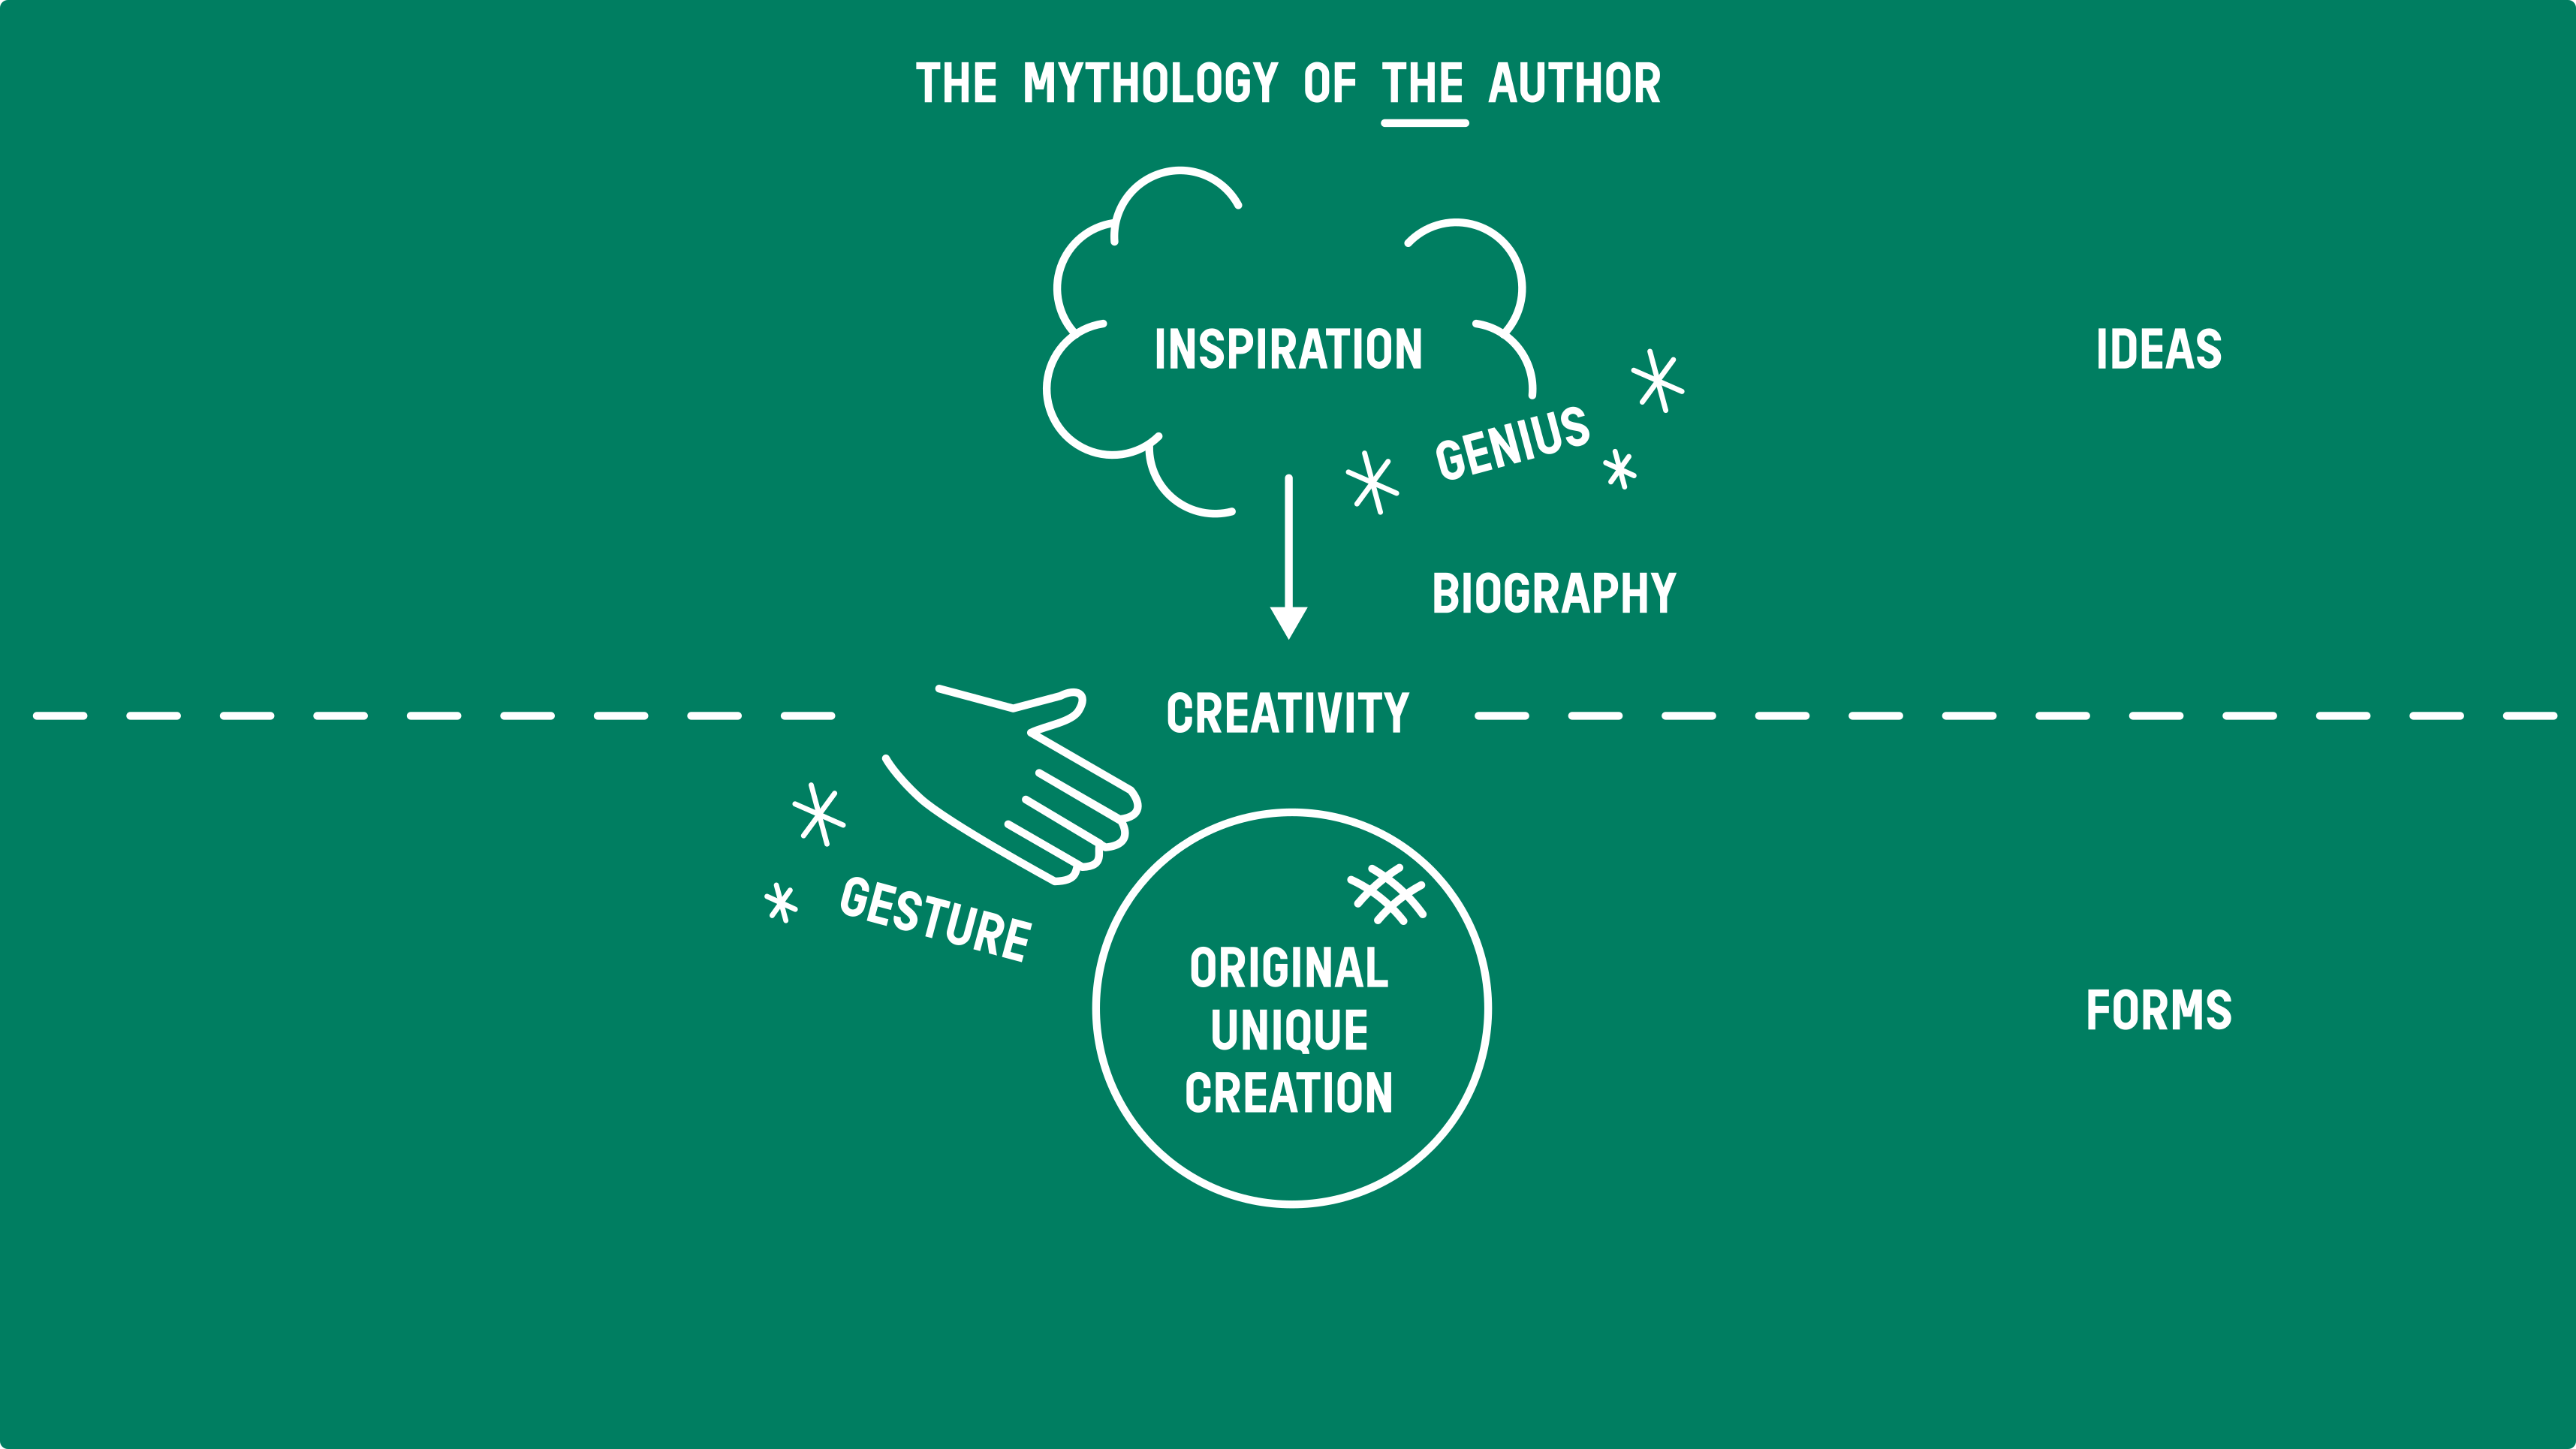 THE MYTHOLOGY OF THE AUTHOR
INSPIRATION
IDEAS
GENIUS
BIOGRAPHY
CREATIVITY
GESTURE
ORIGINAL
UNIQUE
CREATION
FORMS